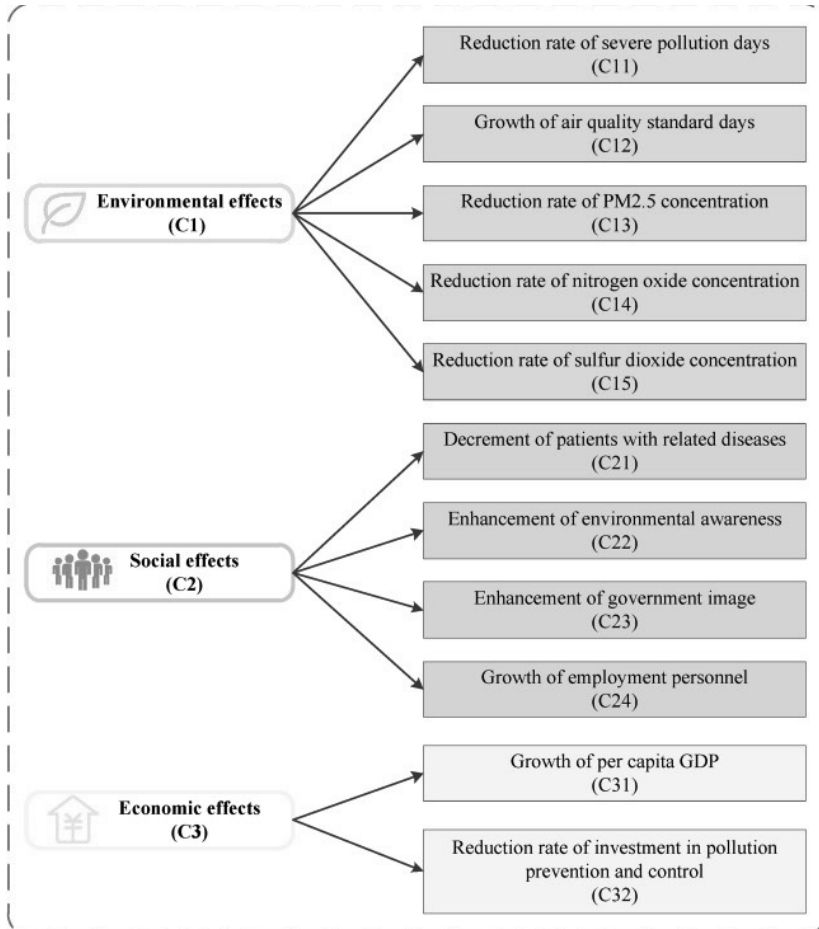 Reduction rate of severe pollution days
(C11)
Growth of air quality standard days
(C12)
Environmental effects
(C1)
Reduction rate of PM2.5 concentration
(C13)
Reduction rate of nitrogen oxide concentration
(C14)
Reduction rate of sulfur dioxide concentration
(C15)
Decrement of patients with related diseases
(C21)
Enhancement of environmental awareness
(C22)
Social effects
(C2)
Enhancement of government image
(C23)
Growth of employment personnel
(C24)
Growth of per capita GDP
(C31)
¥
Economic effects
(C3)
Reduction rate of investment in pollution
prevention and control
(C32)